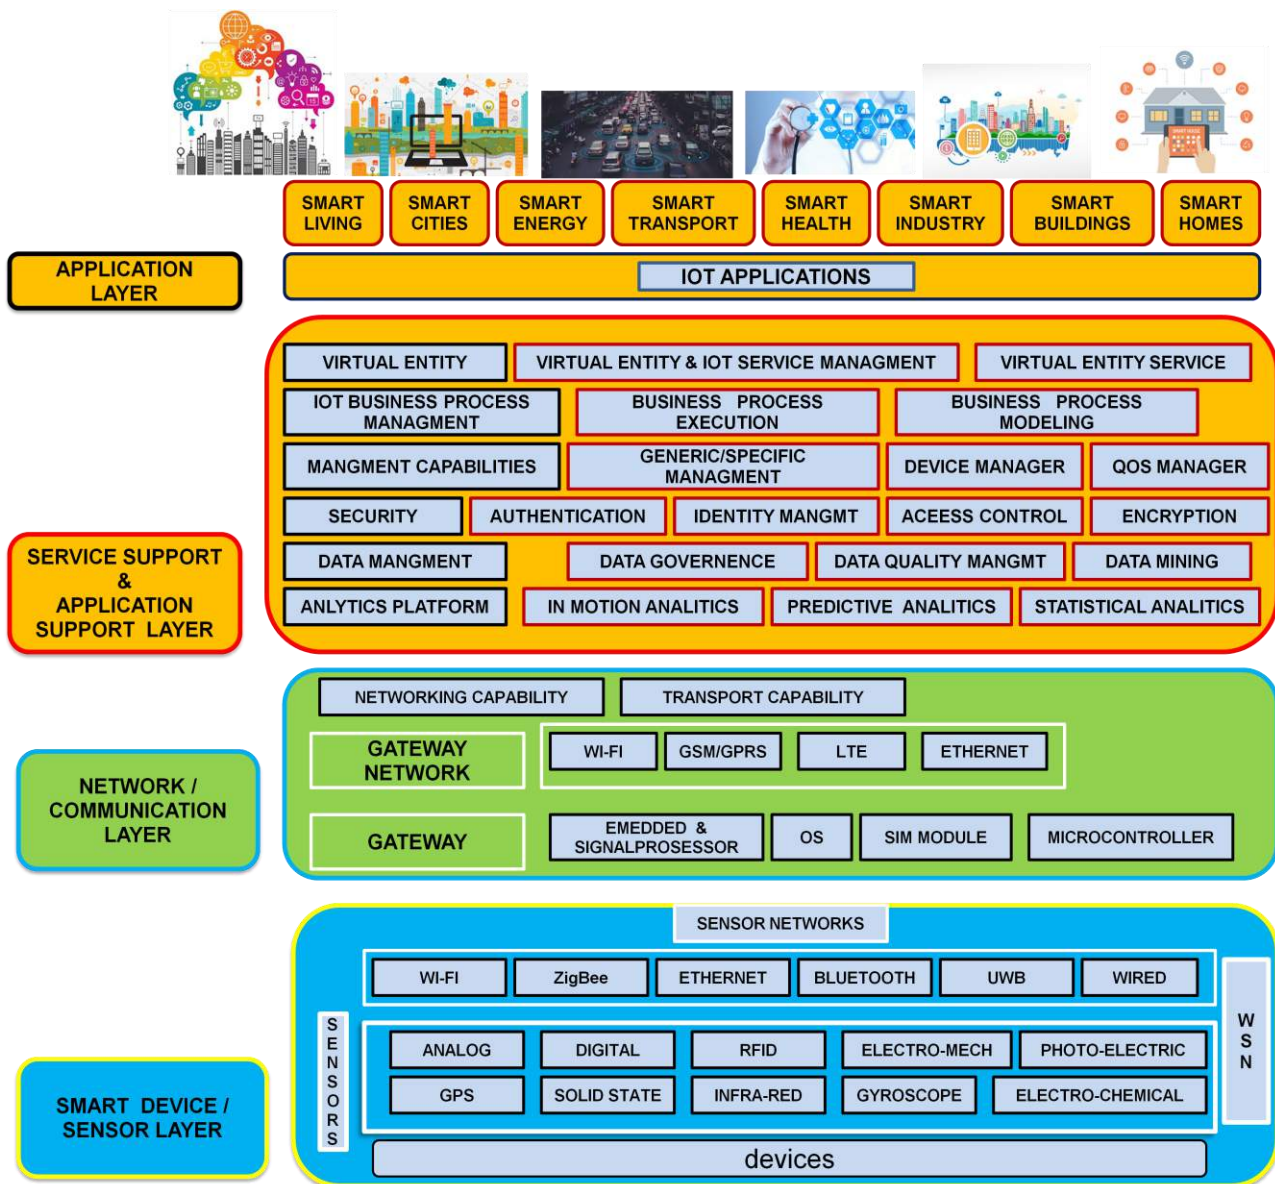 SMART LIVING
SMART CITIES
SMART ENERGY
SMART TRANSPORT
SMART HEALTH
SMART INDUSTRY
SMART BUILDINGS
SMART HOMES
APPLICATION
LAYER
IOT APPLICATIONS
VIRTUAL ENTITY
VIRTUAL ENTITY & IOT SERVICE MANAGMENT
VIRTUAL ENTITY SERVICE
IOT BUSINESS PROCESS
MANAGMENT
BUSINESS PROCESS
EXECUTION
BUSINESS PROCESS
MODELING
MANGMENT CAPABILITIES
GENERIC/SPECIFIC
MANAGMENT
DEVICE MANAGER
QOS MANAGER
SECURITY
AUTHENTICATION
IDENTITY MANGMT
ACEESS CONTROL
ENCRYPTION
SERVICE SUPPORT
&
APPLICATION
SUPPORT LAYER
DATA MANGMENT
DATA GOVERNENCE
DATA QUALITY MANGMT
DATA MINING
ANLYTICS PLATFORM
IN MOTION ANALITICS
PREDICTIVE ANALITICS
STATISTICAL ANALITICS
NETWORKING CAPABILITY
TRANSPORT CAPABILITY
GATEWAY
NETWORK
WI-FI
GSM/GPRS
LTE
ETHERNET
NETWORK /
COMMUNICATION
LAYER
GATEWAY
EMEDDED &
SIGNALPROSESSOR
OS
SIM MODULE
MICROCONTROLLER
SENSOR NETWORKS
WI-FI
ZigBee
ETHERNET
BLUETOOTH
UWB
WIRED
SENSORS
WSN
ANALOG
DIGITAL
RFID
ELECTRO-MECH
PHOTO-ELECTRIC
GPS
SOLID STATE
INFRA-RED
GYROSCOPE
ELECTRO-CHEMICAL
SMART DEVICE /
SENSOR LAYER
devices